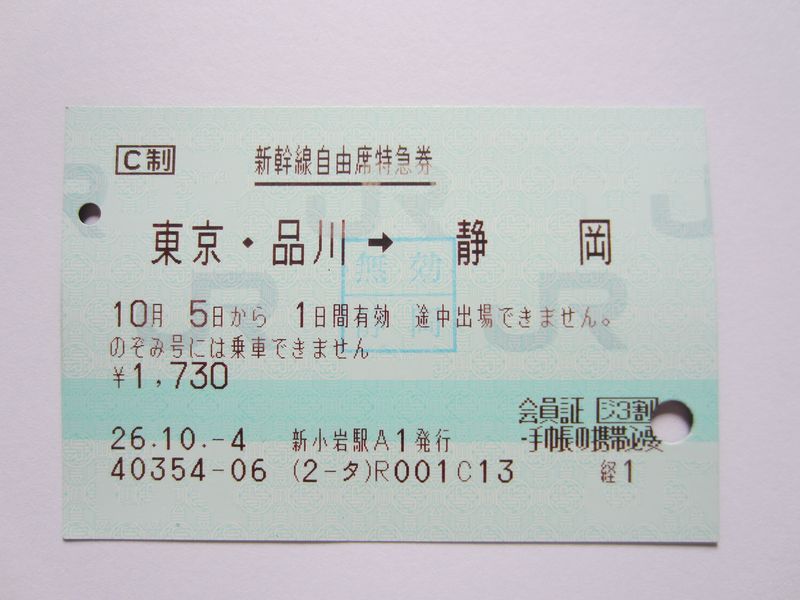 C制 新幹線自由席特急券
東京・品川 ➡ 静岡
無効
静岡
10月 5日から 1日間有効 途中出場できません。
のぞみ号には乗車できません
¥1,730
会員証 ジ3割
・手帳の携帯必要
26.10.-4 新小岩駅A1発行
40354-06 (2-タ)R001C13 経1